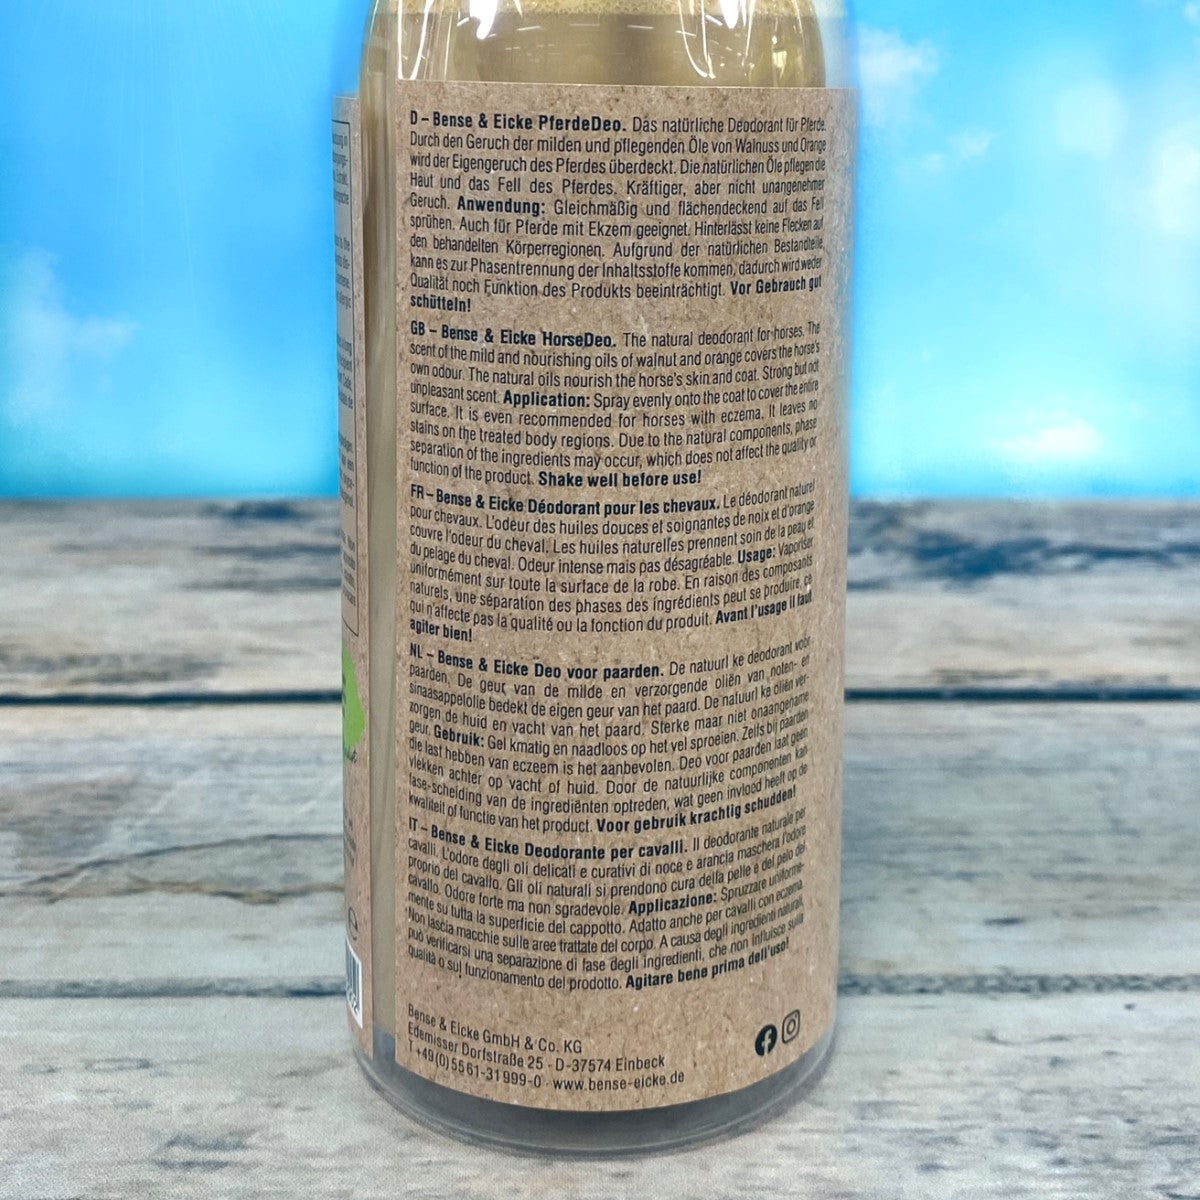 D – Bense & Eicke PferdeDeo. Das natürliche Deodorant für Pferde.
Durch den Geruch der milden und pflegenden Öle von Walnuss und Orange
wird der Eigengeruch des Pferdes überdeckt. Die natürlichen Öle pflegen die
Haut und das Fell des Pferdes. Kräftiger, aber nicht unangenehmer
Geruch. Anwendung: Gleichmäßig und flächendeckend auf das Fell
sprühen. Auch für Pferde mit Ekzem geeignet. Hinterlässt keine Flecken auf
den behandelten Körperregionen. Aufgrund der natürlichen Bestandteile,
kann es zur Phasentrennung der Inhaltsstoffe kommen, dadurch wird weder
Qualität noch Funktion des Produkts beeinträchtigt. Vor Gebrauch gut
schütteln!
GB – Bense & Eicke HorseDeo. The natural deodorant for horses. The
scent of the mild and nourishing oils of walnut and orange covers the horse's
own odour. The natural oils nourish the horse's skin and coat. Strong but not
unpleasant scent. Application: Spray evenly onto the coat to cover the entire
surface. It is even recommended for horses with eczema. It leaves no
stains on the treated body regions. Due to the natural components, phase
separation of the ingredients may occur, which does not affect the quality or
function of the product. Shake well before use!
FR – Bense & Eicke Déodorant pour les chevaux. Le déodorant naturel
pour chevaux. L'odeur des huiles douces et soignantes de noix et d'orange
couvre l'odeur du cheval. Les huiles naturelles prennent soin de la peau et
du pelage du cheval. Odeur intense mais pas désagréable. Usage: Vaporiser
uniformément sur toute la surface de la robe. En raison des composants
naturels, une séparation des phases des ingrédients peut se produire, ce
qui n'affecte pas la qualité ou la fonction du produit. Avant l'usage il faut
agiter bien!
NL – Bense & Eicke Deo voor paarden. De natuurl ke deodorant voor
paarden. De geur van de milde en verzorgende oliën van noten- en
sinaasappelolie bedekt de eigen geur van het paard. De natuurl ke oliën ver-
zorgen de huid en vacht van het paard. Sterke maar niet onaangename
geur. Gebruik: Gel kmatig en naadloos op het vel sproeien. Zelfs bij paarden
die last hebben van eczeem is het aanbevolen. Deo voor paarden laat geen
vlekken achter op vacht of huid. Door de natuurlijke componenten kan
fase-scheiding van de ingrediënten optreden, wat geen invloed heeft op de
kwaliteit of functie van het product. Voor gebruik krachtig schudden!
IT – Bense & Eicke Deodorante per cavalli. Il deodorante naturale per
cavalli. L'odore degli oli delicati e curativi di noce e arancia maschera l'odore
proprio del cavallo. Gli oli naturali si prendono cura della pelle e del pelo del
cavallo. Odore forte ma non sgradevole. Applicazione: Spruzzare uniforme-
mente su tutta la superficie del cappotto. Adatto anche per cavalli con eczema.
Non lascia macchie sulle aree trattate del corpo. A causa degli ingredienti naturali,
può verificarsi una separazione di fase degli ingredienti, che non influisce sulla
qualità o sul funzionamento del prodotto. Agitare bene prima dell'uso!
Bense & Eicke GmbH & Co. KG
Edemisser Dorfstraße 25 · D-37574 Einbeck
T +49(0)5561-31999-0 · www.bense-eicke.de